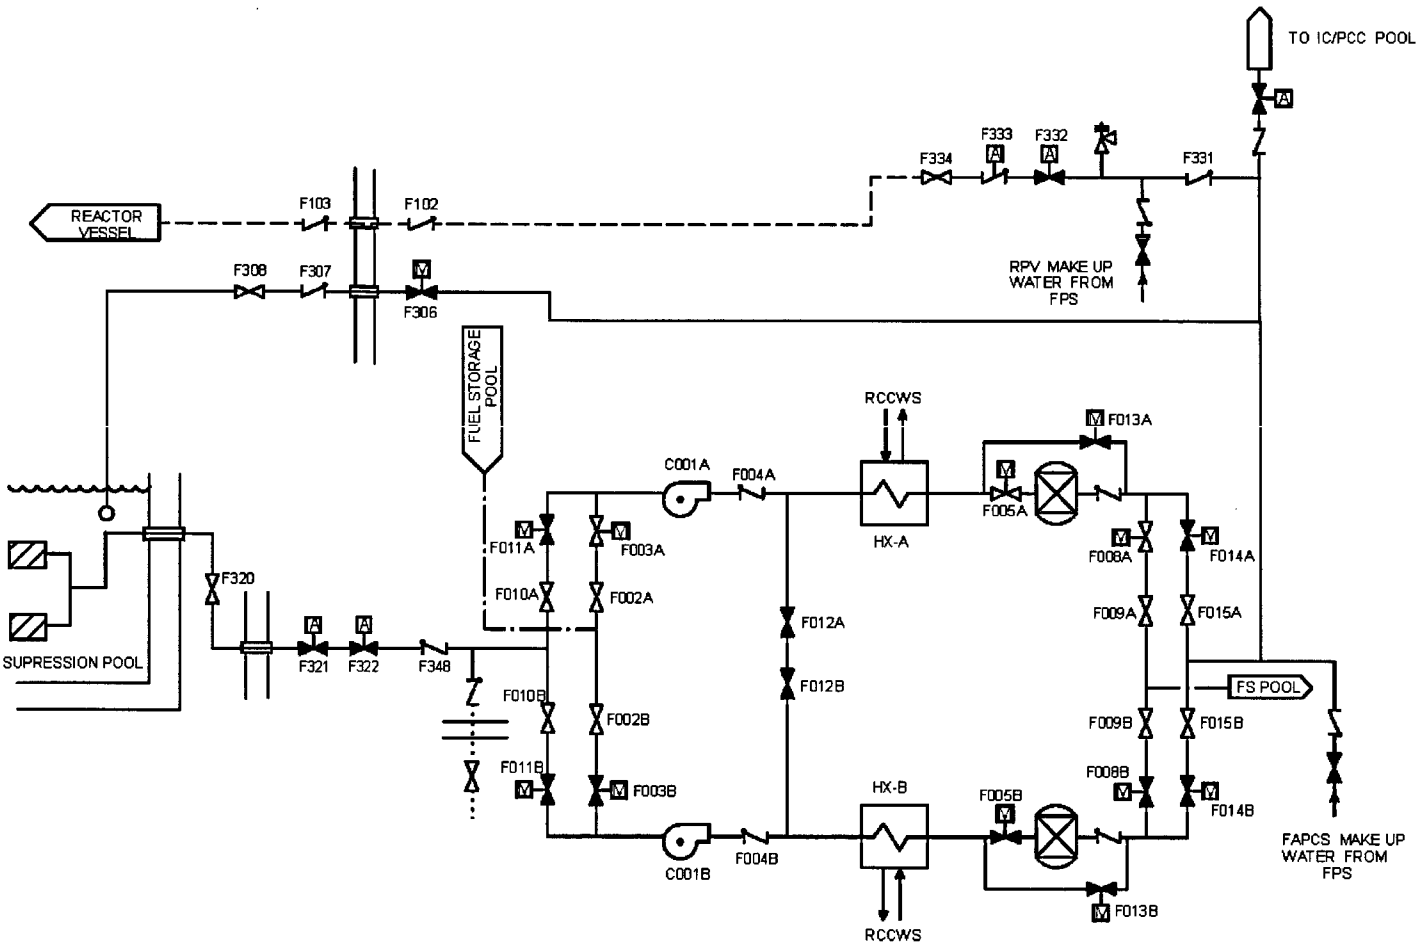 TO IC/PCC POOL
A
F333
F332
F334
A
A
F331
REACTOR
VESSEL
F103
F102
RPV MAKE UP
WATER FROM
FPS
F308
F307
M
F306
FUEL STORAGE
POOL
RCCWS
M
F013A
C001A
F004A
M
F005A
HX-A
M
F011A
M
F003A
M
F008A
M
F014A
F320
F010A
F002A
F009A
F015A
A
A
F012A
SUPRESSION POOL
F321
F322
F348
F012B
FS POOL
F010B
F002B
F009B
F015B
F011B
M
M
F003B
HX-B
F005B
M
F008B
M
M
F014B
C001B
F004B
FAPCS MAKE UP
WATER FROM
FPS
M
F013B
RCCWS